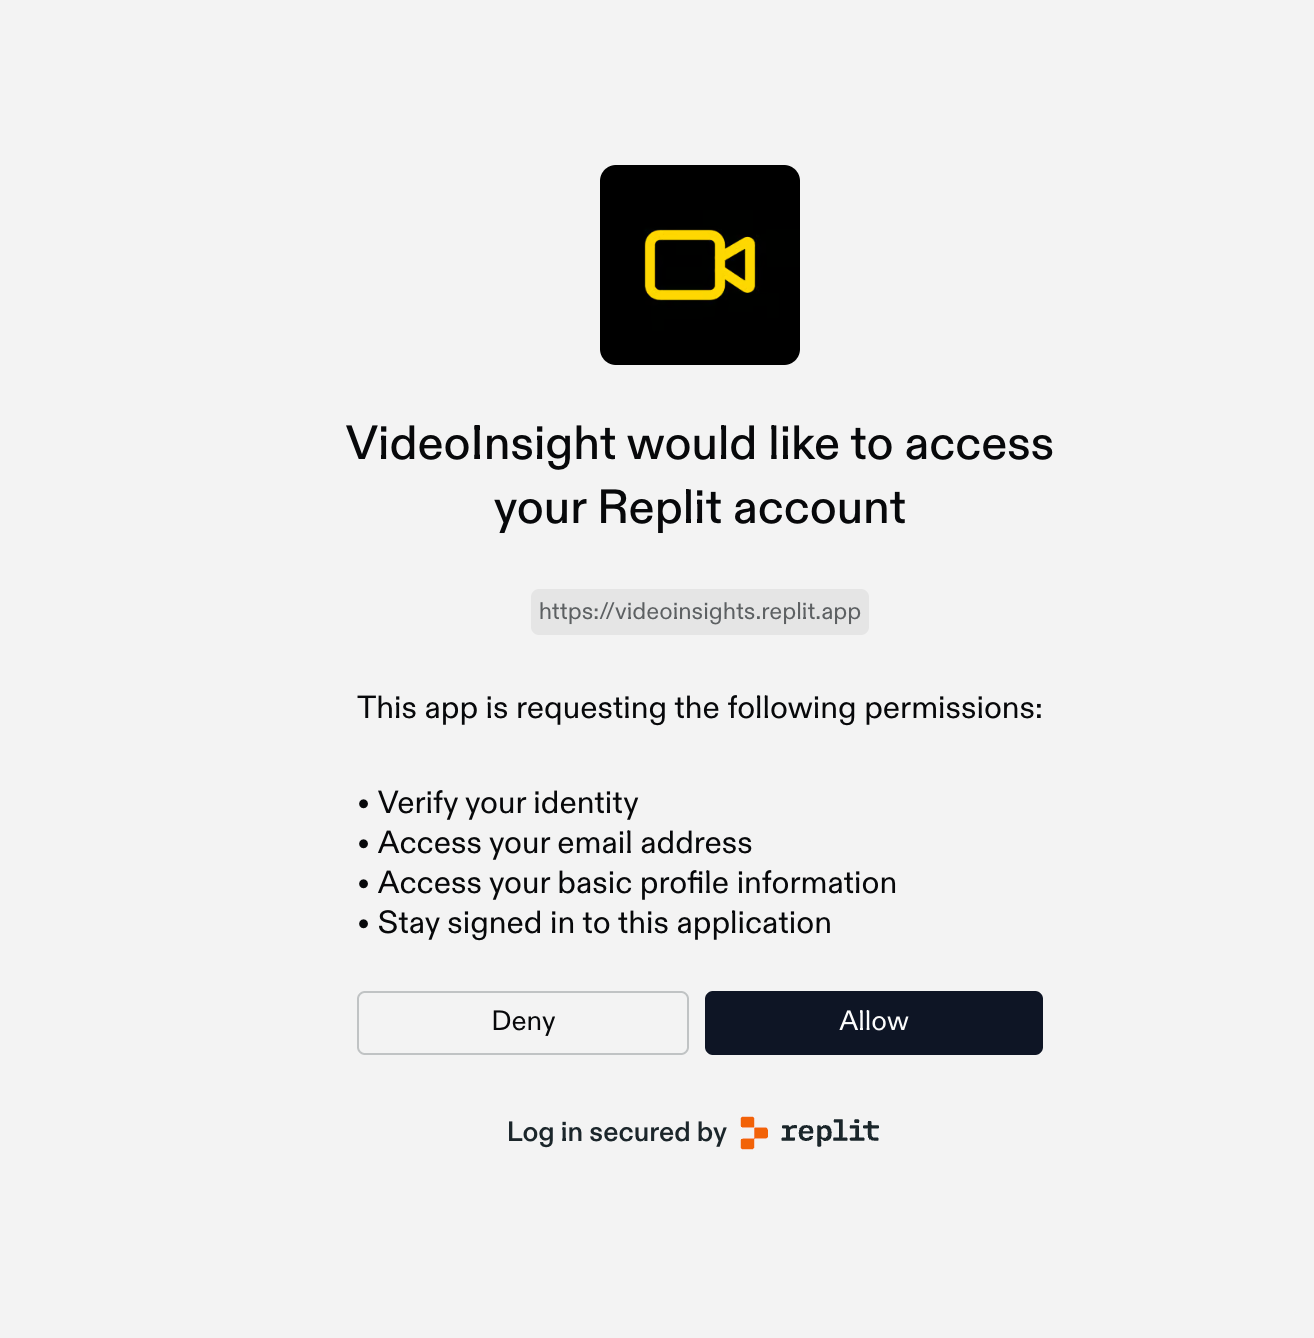 VideoInsight would like to access
your Replit account
https://videoinsights.replit.app
This app is requesting the following permissions:
• Verify your identity
• Access your email address
• Access your basic profile information
• Stay signed in to this application
Deny Allow
Log in secured by replit